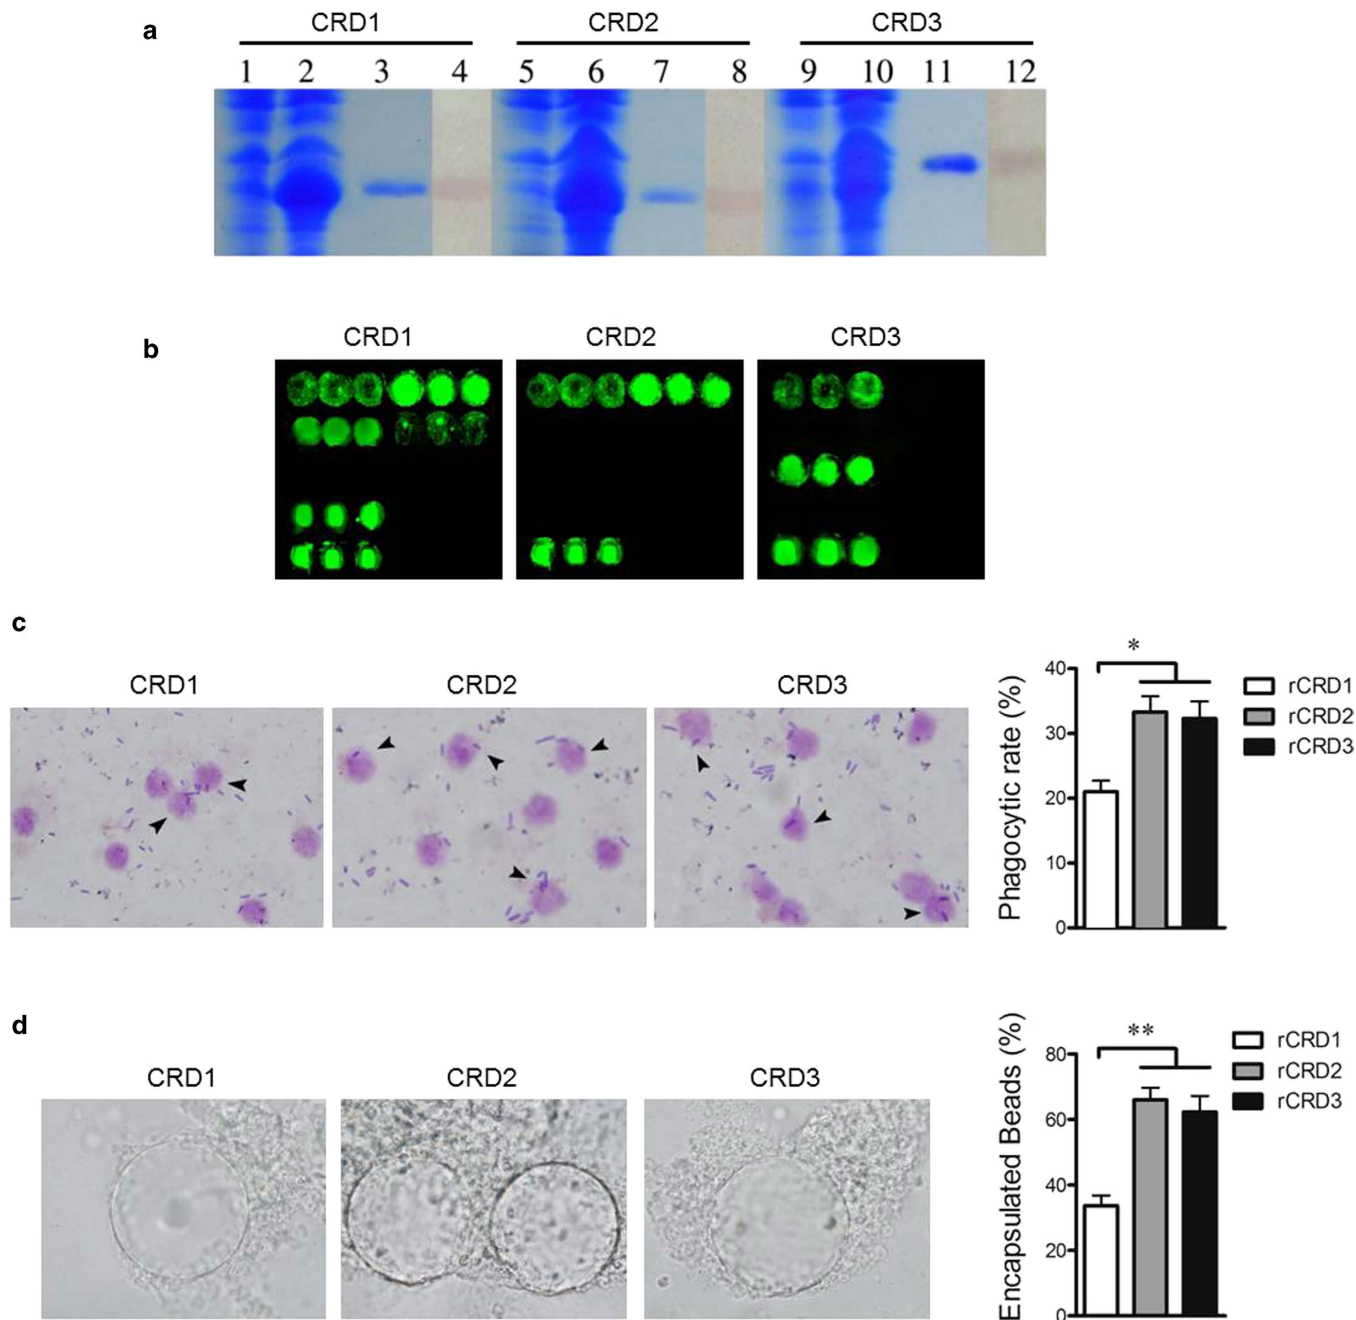 a
CRD1 CRD2 CRD3
1 2 3 4 5 6 7 8 9 10 11 12
b
CRD1 CRD2 CRD3
c
CRD1 CRD2 CRD3
Phagocytic rate (%)
40
30
20
10
0
*
rCRD1
rCRD2
rCRD3
d
CRD1 CRD2 CRD3
Encapsulated Beads (%)
80
60
40
20
0
**
rCRD1
rCRD2
rCRD3